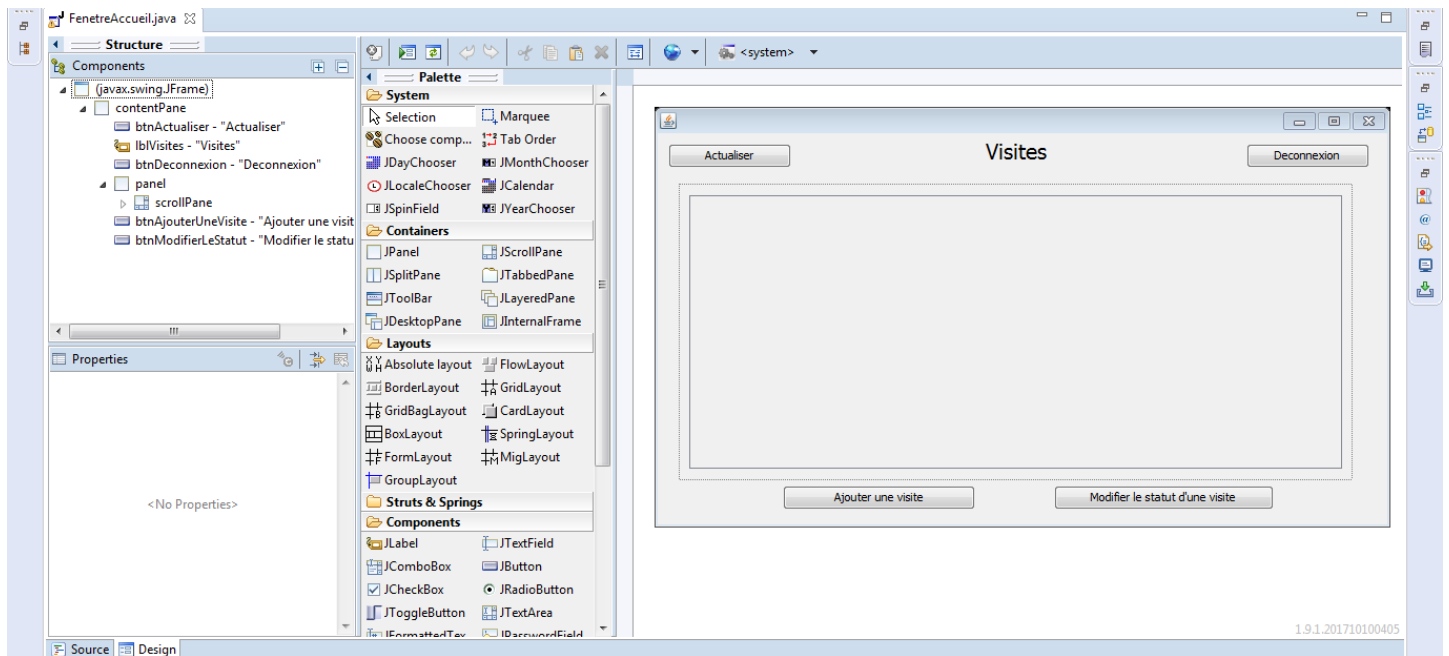 FenetreAccueil.java
Structure
Components
(javax.swing.JFrame)
contentPane
btnActualiser - "Actualiser"
lblVisites - "Visites"
btnDeconnexion - "Deconnexion"
panel
scrollPane
btnAjouterUneVisite - "Ajouter une visit
btnModifierLeStatut - "Modifier le statu
Properties
<No Properties>
<system>
Palette
System
Selection Marquee
Choose comp... Tab Order
JDayChooser JMonthChooser
JLocaleChooser JCalendar
JSpinField JYearChooser
Containers
JPanel JScrollPane
JSplitPane JTabbedPane
JToolBar JLayeredPane
JDesktopPane JInternalFrame
Layouts
Absolute layout FlowLayout
BorderLayout GridLayout
GridBagLayout CardLayout
BoxLayout SpringLayout
FormLayout MigLayout
GroupLayout
Struts & Springs
Components
JLabel JTextField
JComboBox JButton
JCheckBox JRadioButton
JToggleButton JTextArea
JFormattedTex... JPasswordField
Actualiser Visites Deconnexion
Ajouter une visite Modifier le statut d'une visite
1.9.1.201710100405
Source Design